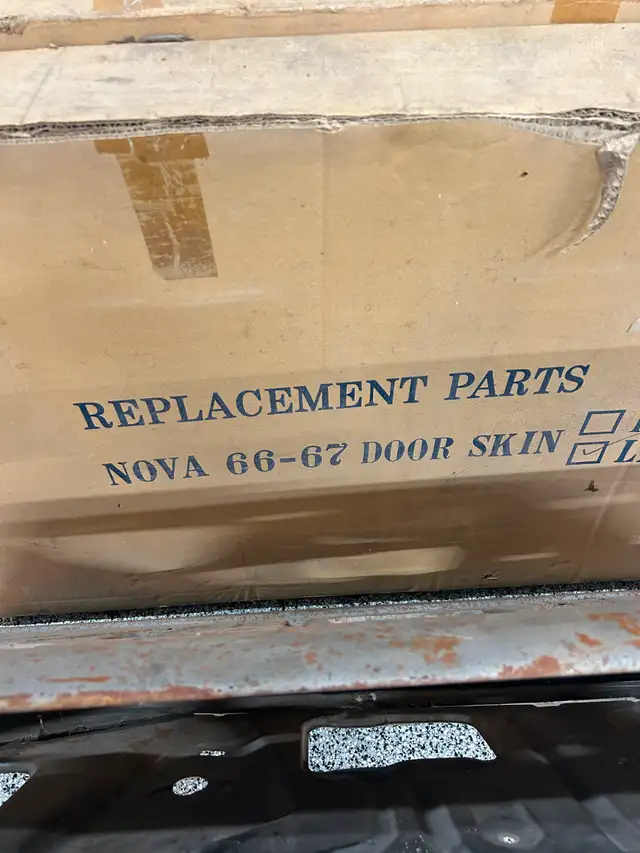 REPLACEMENT PARTS
NOVA 66-67 DOOR SKIN